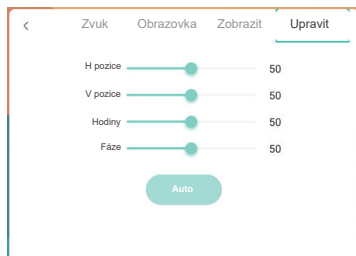 Zvuk Obrazovka Zobrazit Upravit
H pozice 50
V pozice 50
Hodiny 50
Fáze 50
Auto